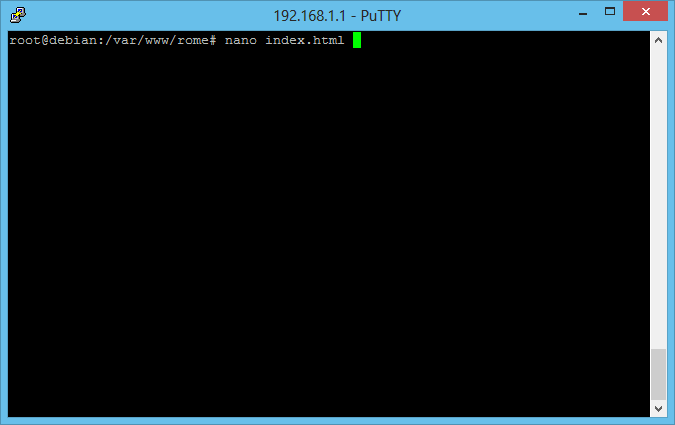 192.168.1.1 - PuTTY
root@debian:/var/www/rome# nano index.html